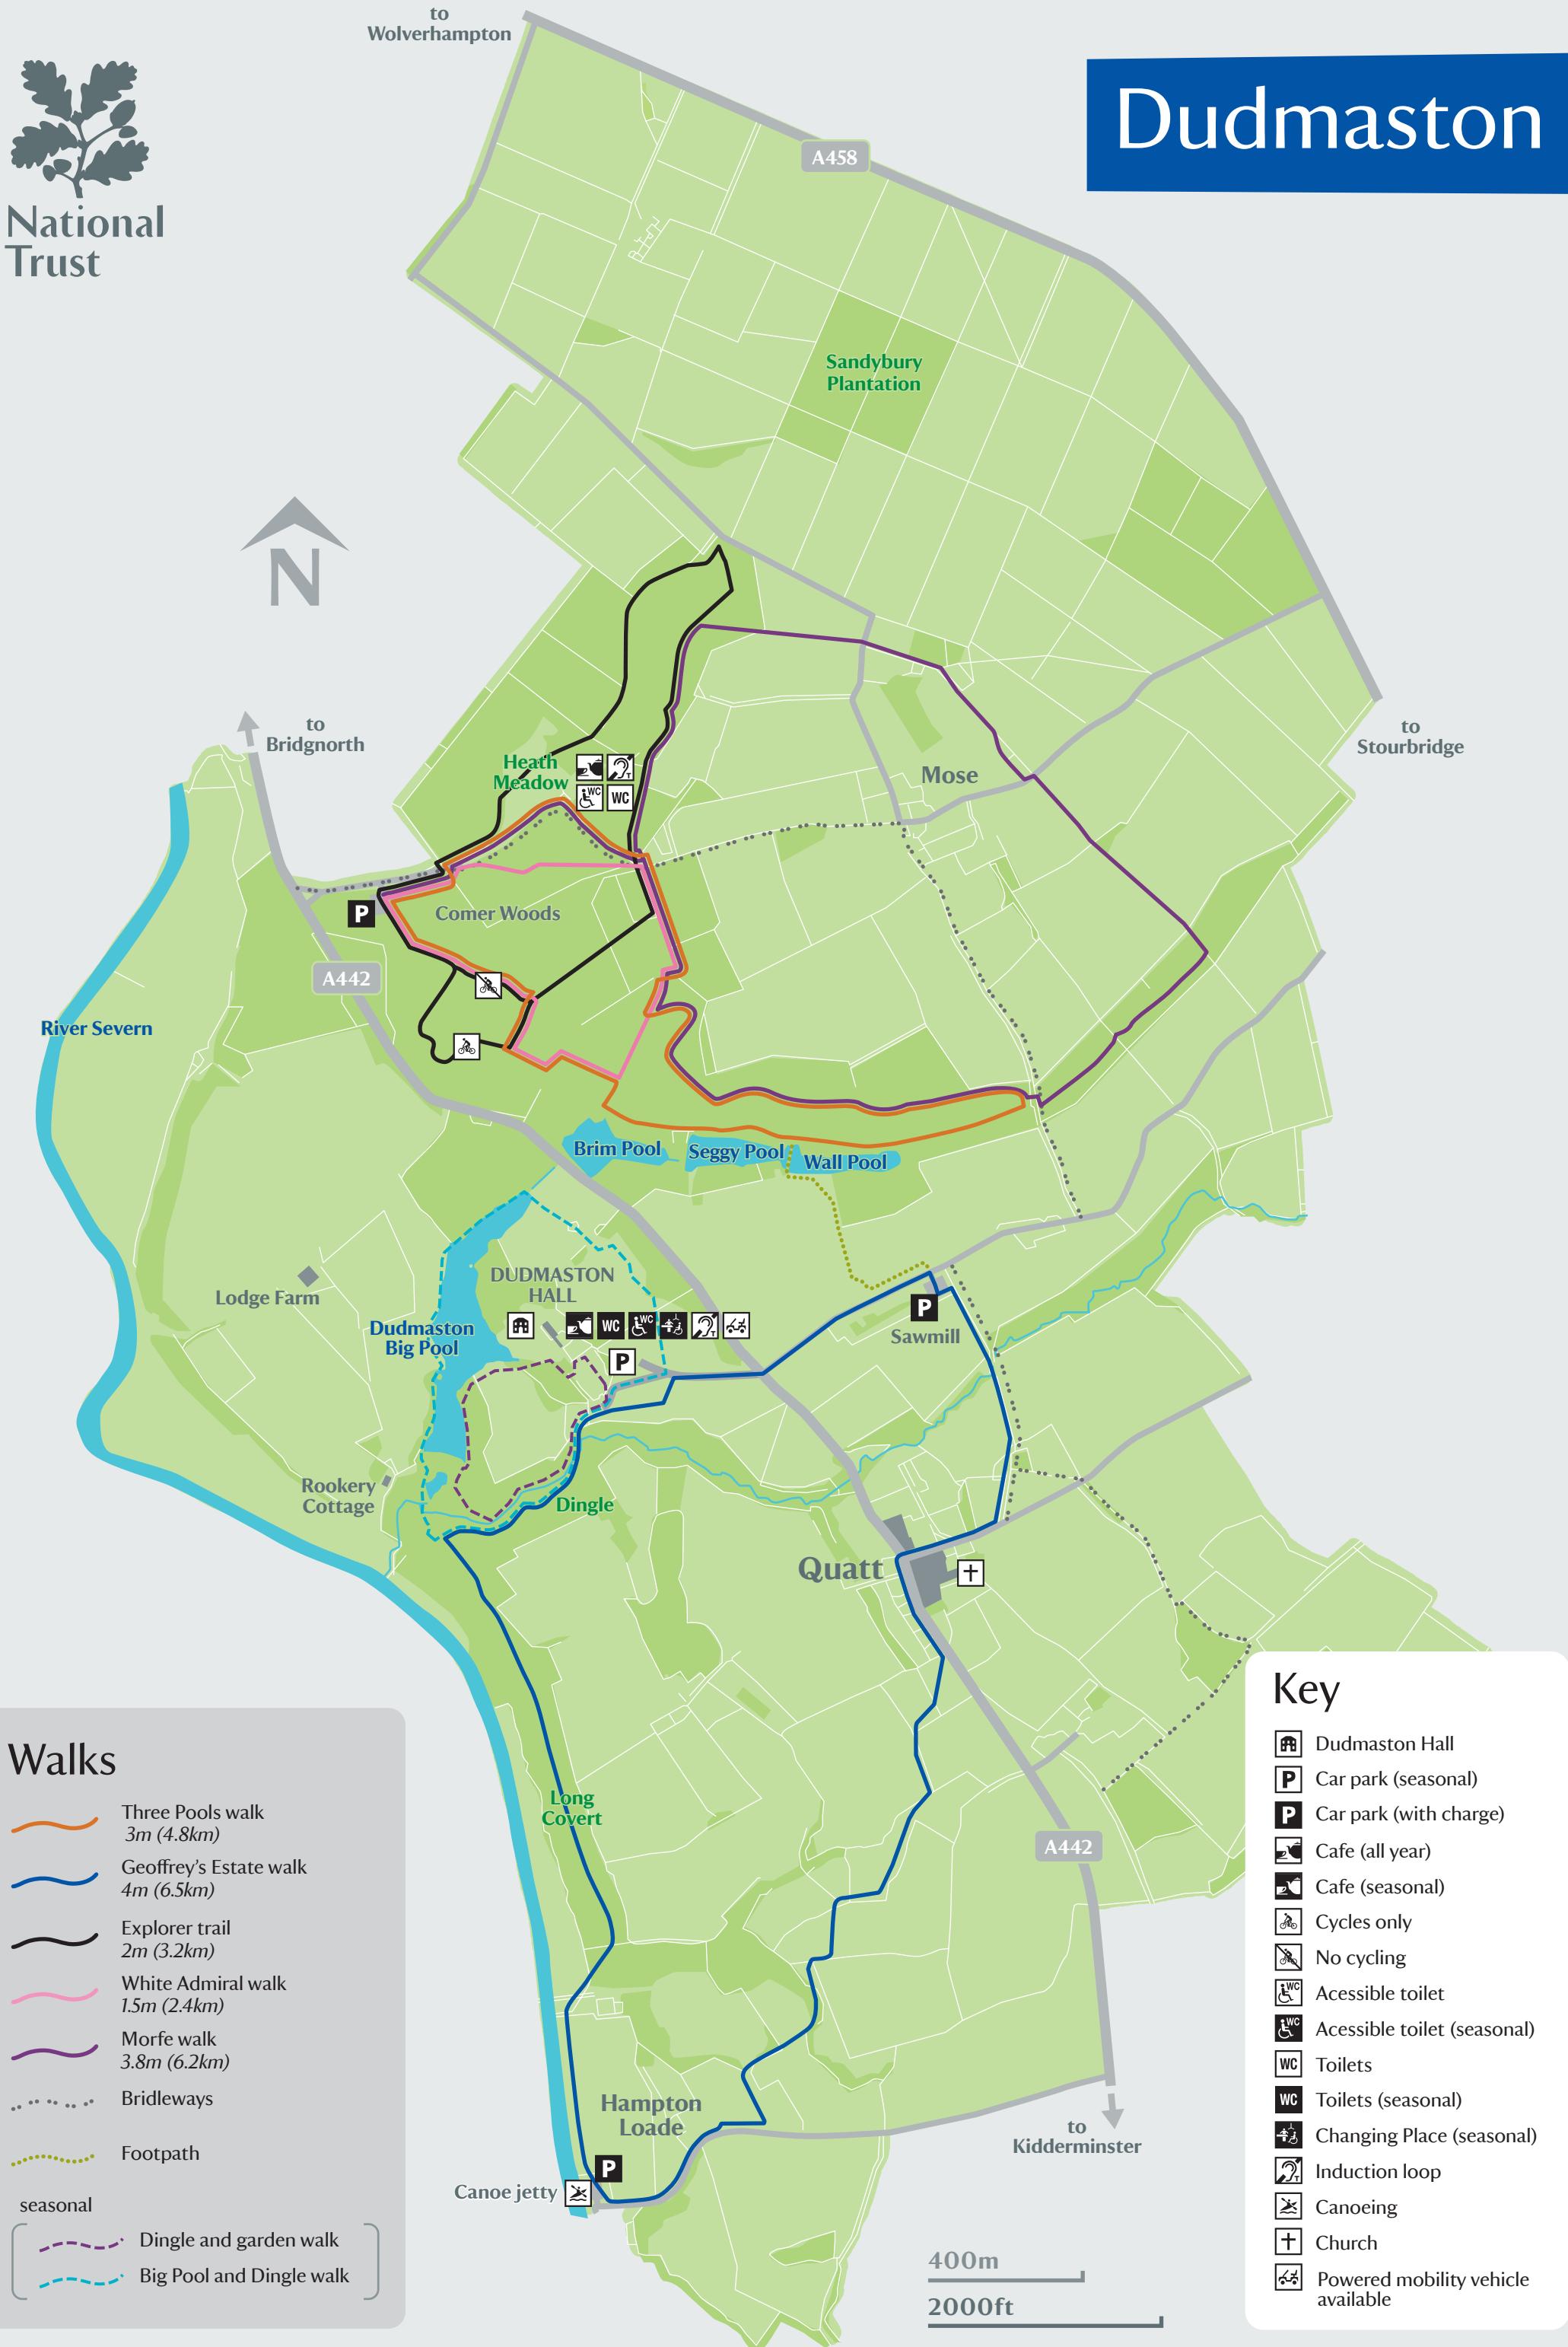 to
Wolverhampton
National
Trust
Dudmaston
A458
Sandybury
Plantation
N
to
Bridgnorth
to
Stourbridge
Heath
Meadow
WC
WC
Mose
P
Comer Woods
A442
River Severn
Brim Pool
Seggy Pool
Wall Pool
DUDMASTON
HALL
Lodge Farm
Dudmaston
Big Pool
WC
WC
T
P
P
Sawmill
Rookery
Cottage
Dingle
Quatt
Long
Covert
A442
Hampton
Loade
to
Kidderminster
P
Canoe jetty
400m
2000ft
Walks
Three Pools walk
3m (4.8km)
Geoffrey's Estate walk
4m (6.5km)
Explorer trail
2m (3.2km)
White Admiral walk
1.5m (2.4km)
Morfe walk
3.8m (6.2km)
Bridleways
Footpath
seasonal
Dingle and garden walk
Big Pool and Dingle walk
Key
Dudmaston Hall
P Car park (seasonal)
P Car park (with charge)
Cafe (all year)
Cafe (seasonal)
Cycles only
No cycling
WC Acessible toilet
WC Acessible toilet (seasonal)
WC Toilets
WC Toilets (seasonal)
Changing Place (seasonal)
T Induction loop
Canoeing
Church
Powered mobility vehicle
available